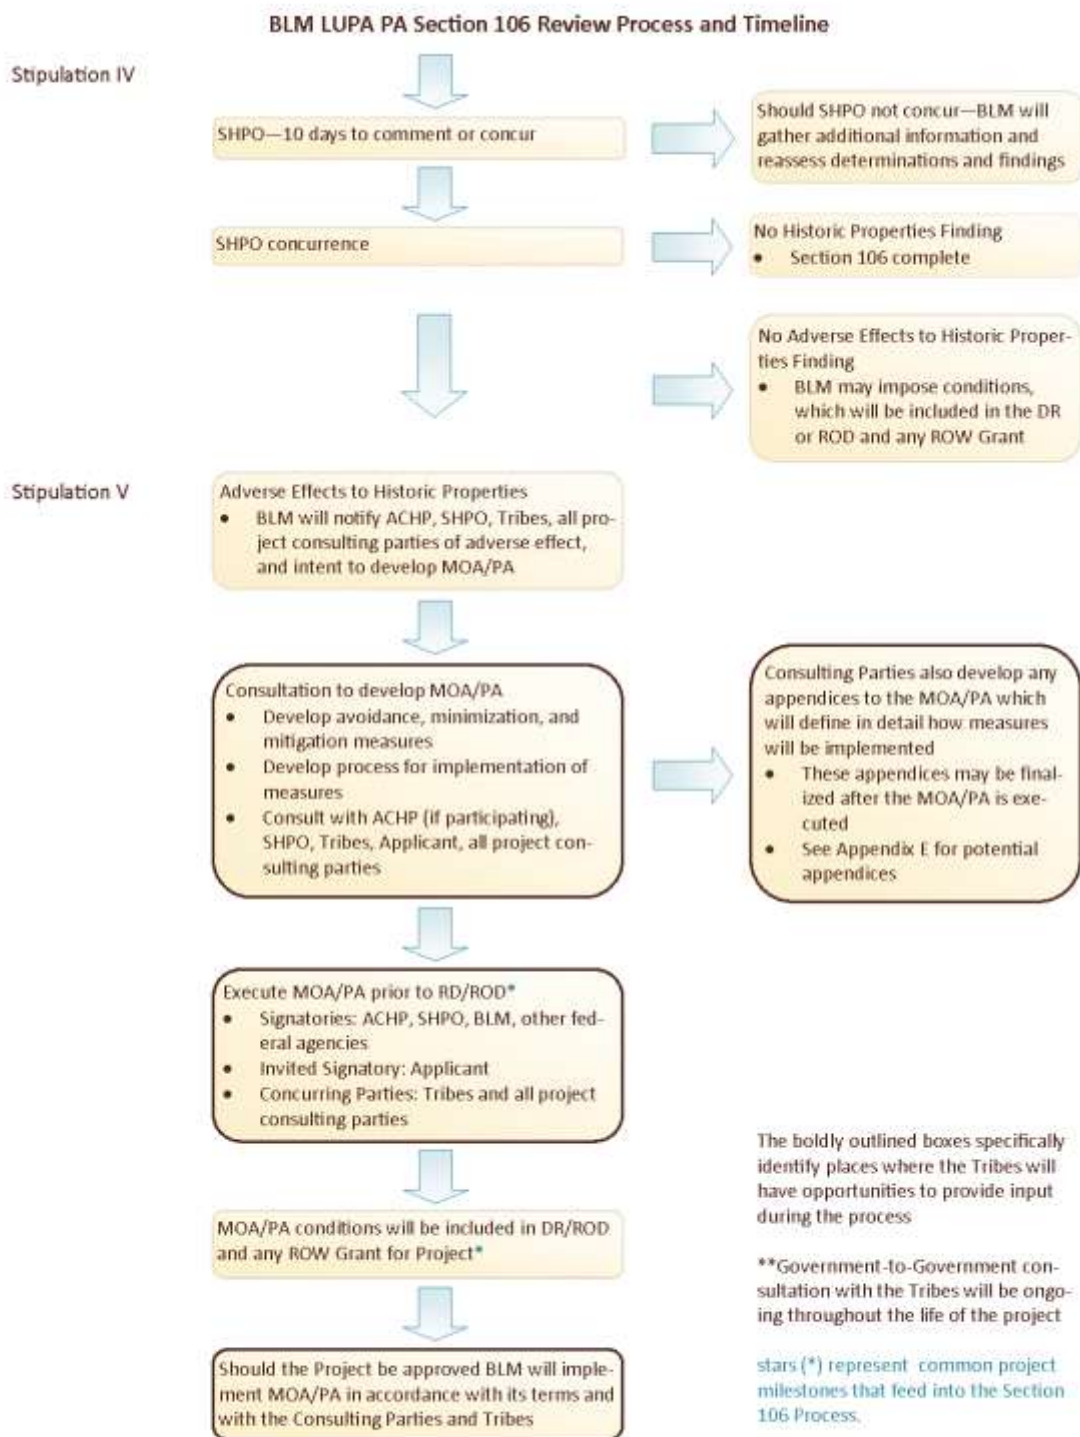 BLM LUPA PA Section 106 Review Process and Timeline
Stipulation IV
SHPO—10 days to comment or concur
Should SHPO not concur—BLM will
gather additional information and
reassess determinations and findings
SHPO concurrence
No Historic Properties Finding
• Section 106 complete
No Adverse Effects to Historic Proper-
ties Finding
• BLM may impose conditions,
which will be included in the DR
or ROD and any ROW Grant
Stipulation V
Adverse Effects to Historic Properties
• BLM will notify ACHP, SHPO, Tribes, all pro-
ject consulting parties of adverse effect,
and intent to develop MOA/PA
Consultation to develop MOA/PA
• Develop avoidance, minimization, and
mitigation measures
• Develop process for implementation of
measures
• Consult with ACHP (if participating),
SHPO, Tribes, Applicant, all project con-
sulting parties
Consulting Parties also develop any
appendices to the MOA/PA which
will define in detail how measures
will be implemented
• These appendices may be final-
ized after the MOA/PA is exe-
cuted
• See Appendix E for potential
appendices
Execute MOA/PA prior to RD/ROD*
• Signatories: ACHP, SHPO, BLM, other fed-
eral agencies
• Invited Signatory: Applicant
• Concurring Parties: Tribes and all project
consulting parties
MOA/PA conditions will be included in DR/ROD
and any ROW Grant for Project*
Should the Project be approved BLM will imple-
ment MOA/PA in accordance with its terms and
with the Consulting Parties and Tribes
The boldly outlined boxes specifically
identify places where the Tribes will
have opportunities to provide input
during the process
**Government-to-Government con-
sultation with the Tribes will be ongo-
ing throughout the life of the project
stars (*) represent common project
milestones that feed into the Section
106 Process.